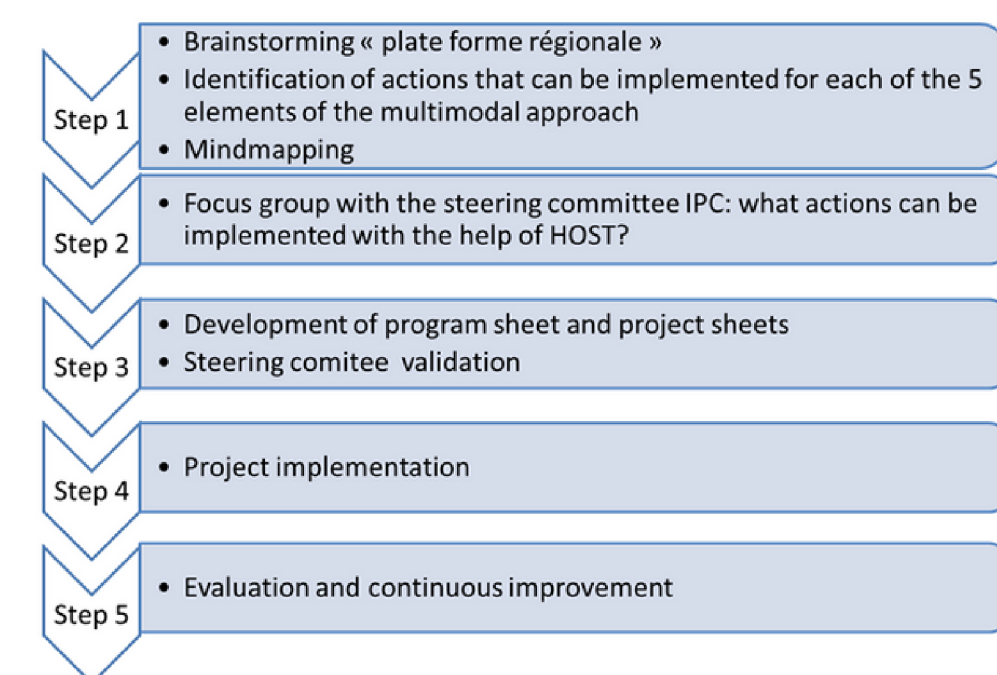 Step 1
• Brainstorming « plate forme régionale »
• Identification of actions that can be implemented for each of the 5
elements of the multimodal approach
• Mindmapping
Step 2
• Focus group with the steering committee IPC: what actions can be
implemented with the help of HOST?
Step 3
• Development of program sheet and project sheets
• Steering comitee validation
Step 4
• Project implementation
Step 5
• Evaluation and continuous improvement